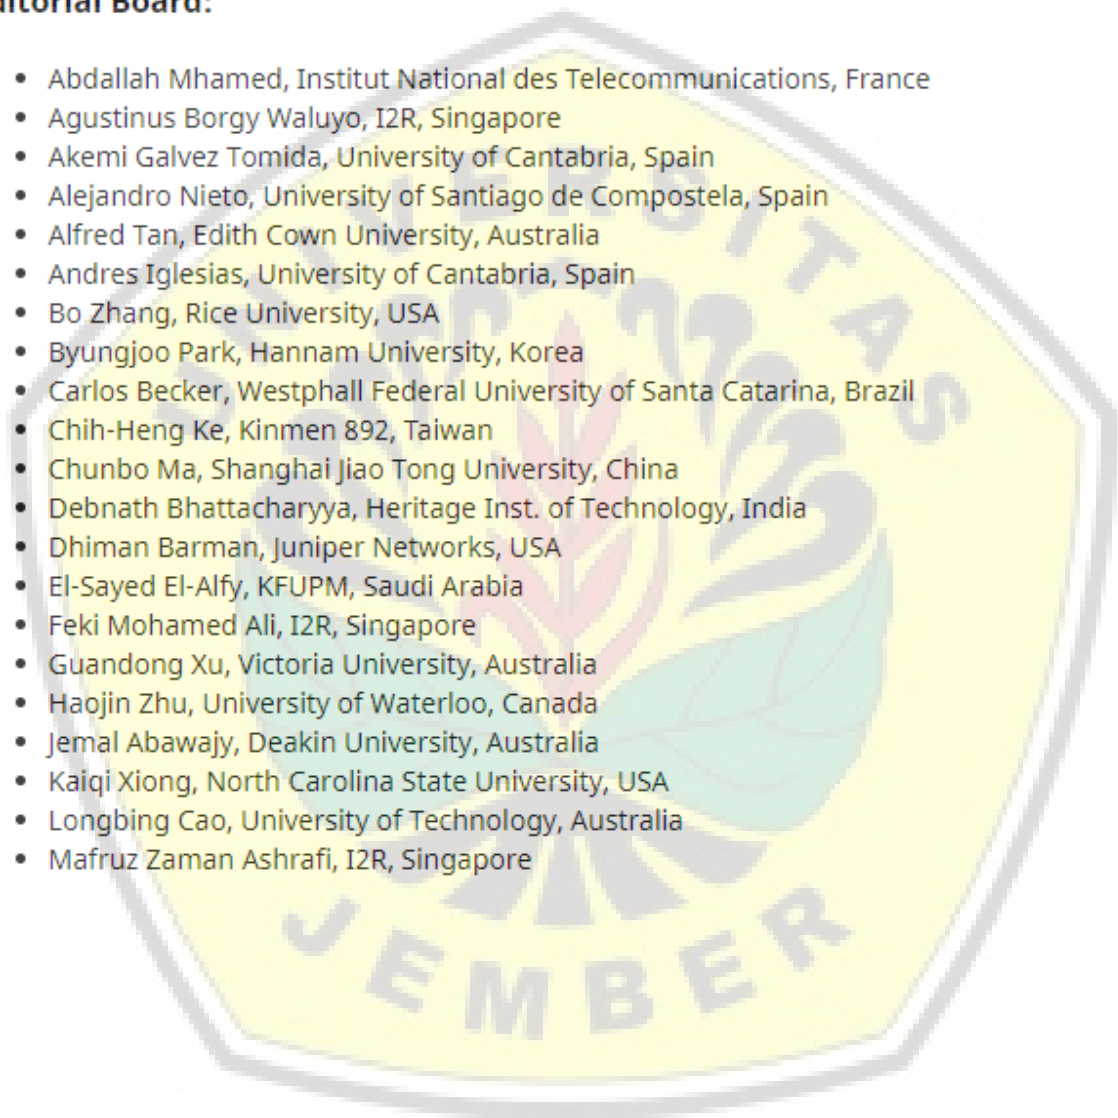 ditorial Board:
• Abdallah Mhamed, Institut National des Telecommunications, France
• Agustinus Borgy Waluyo, I2R, Singapore
• Akemi Galvez Tomida, University of Cantabria, Spain
• Alejandro Nieto, University of Santiago de Compostela, Spain
• Alfred Tan, Edith Cown University, Australia
• Andres Iglesias, University of Cantabria, Spain
• Bo Zhang, Rice University, USA
• Byungjoo Park, Hannam University, Korea
• Carlos Becker, Westphall Federal University of Santa Catarina, Brazil
• Chih-Heng Ke, Kinmen 892, Taiwan
• Chunbo Ma, Shanghai Jiao Tong University, China
• Debnath Bhattacharyya, Heritage Inst. of Technology, India
• Dhiman Barman, Juniper Networks, USA
• El-Sayed El-Alfy, KFUPM, Saudi Arabia
• Feki Mohamed Ali, I2R, Singapore
• Guandong Xu, Victoria University, Australia
• Haojin Zhu, University of Waterloo, Canada
• Jemal Abawajy, Deakin University, Australia
• Kaiqi Xiong, North Carolina State University, USA
• Longbing Cao, University of Technology, Australia
• Mafruz Zaman Ashrafi, I2R, Singapore
UNIVERSITAS
JEMBER